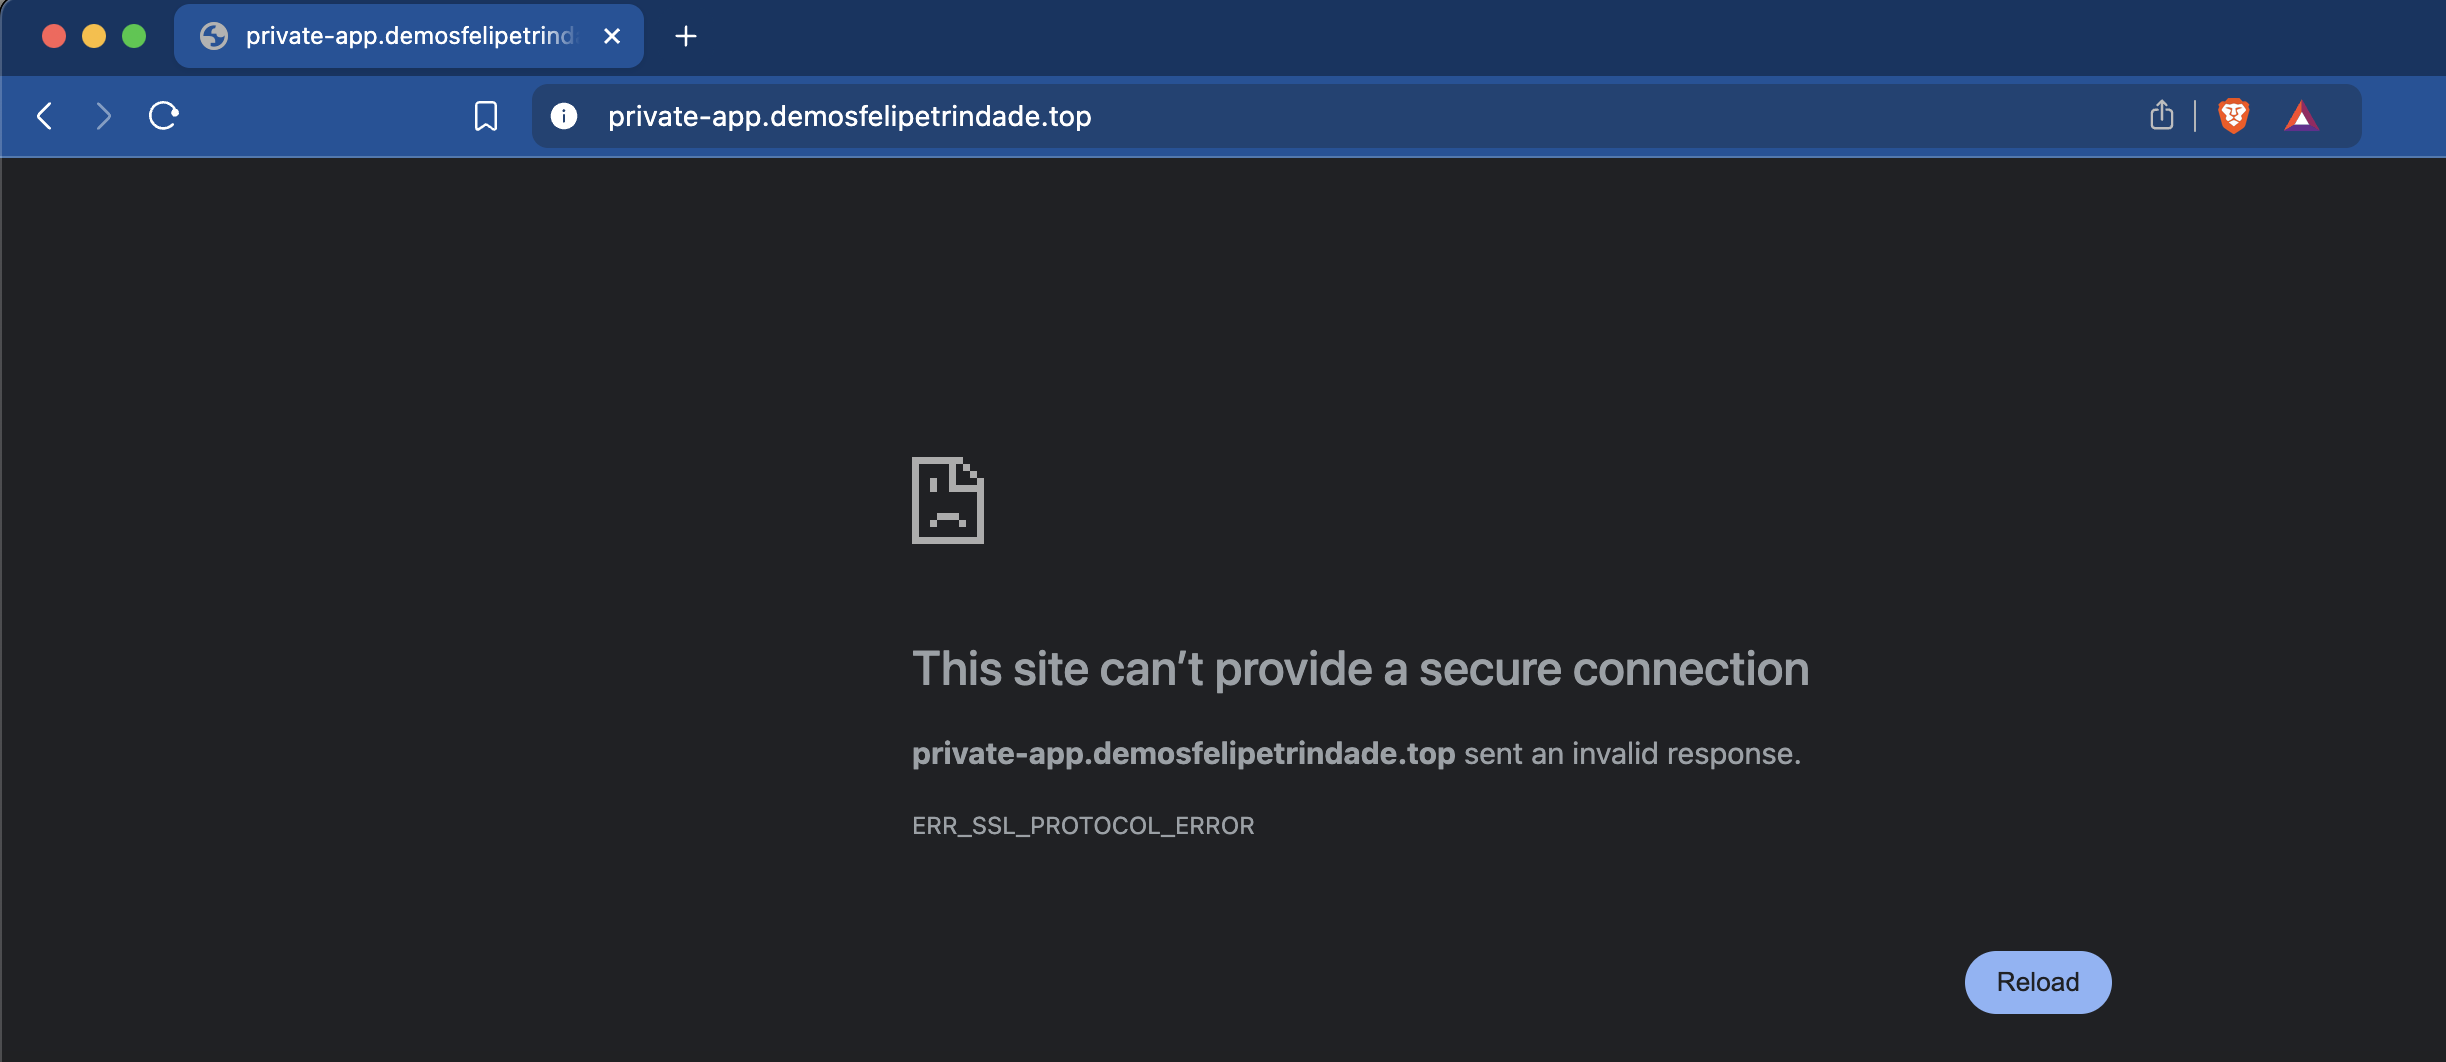 private-app.demosfelipetrind
private-app.demosfelipetrindade.top
This site can’t provide a secure connection
private-app.demosfelipetrindade.top sent an invalid response.
ERR_SSL_PROTOCOL_ERROR
Reload